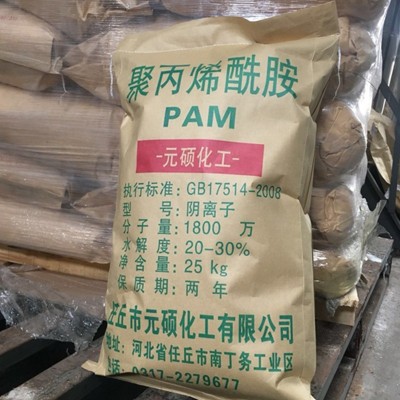 聚丙烯酰胺
PAM
-元硕化工-
执行标准: GB17514-2008
型 号: 阴离子
分 子 量: 1800 万
水 解 度: 20-30%
净 含 量: 25 kg
保 质 期: 两 年
任丘市元硕化工有限公司
地址: 河北省任丘市南丁务工业区
电话: 0317-2279677